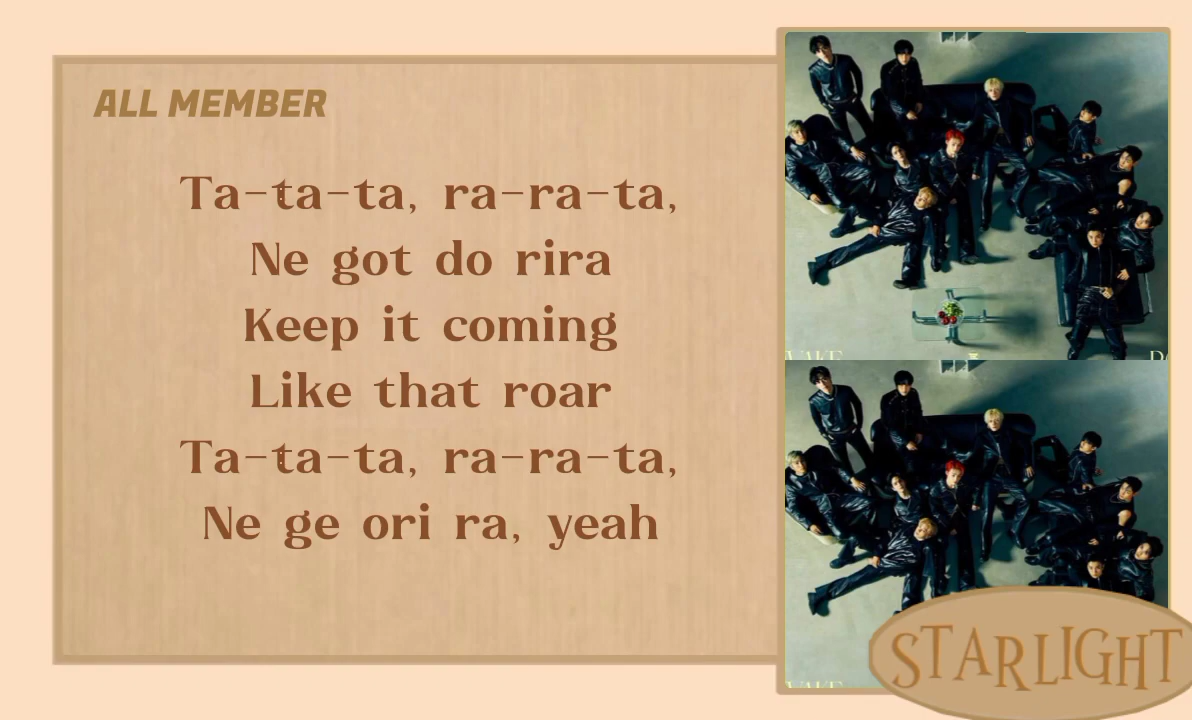 ALL MEMBER
Ta-ta-ta, ra-ra-ta,
Ne got do rira
Keep it coming
Like that roar
Ta-ta-ta, ra-ra-ta,
Ne ge ori ra, yeah
STARLIGHT